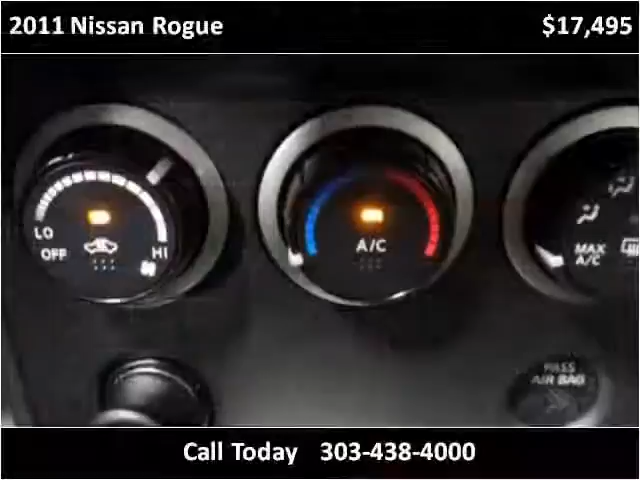 2011 Nissan Rogue $17,495
LO
OFF
HI
A/C
MAX
A/C
PASS
AIR BAG
Call Today 303-438-4000